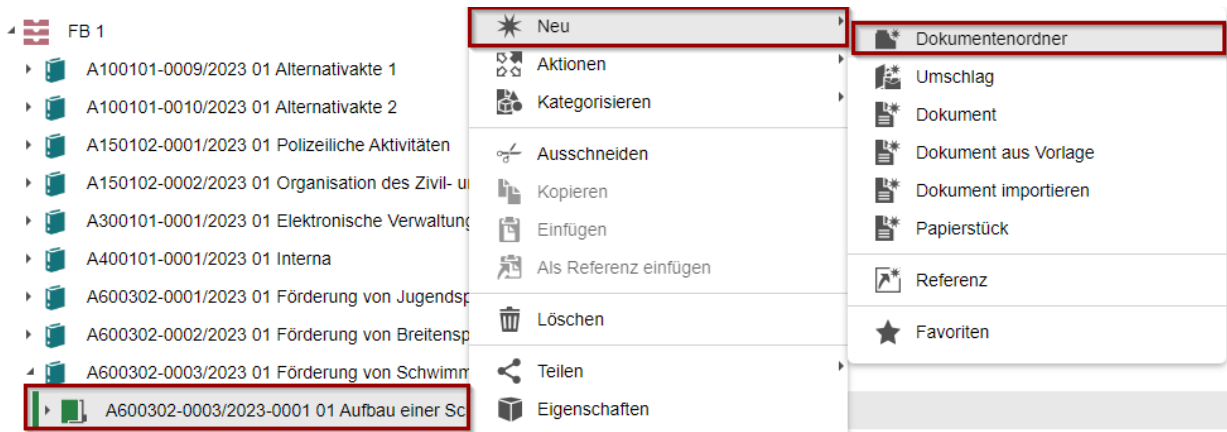 FB 1
A100101-0009/2023 01 Alternativakte 1
A100101-0010/2023 01 Alternativakte 2
A150102-0001/2023 01 Polizeiliche Aktivitäten
A150102-0002/2023 01 Organisation des Zivil- u
A300101-0001/2023 01 Elektronische Verwaltung
A400101-0001/2023 01 Interna
A600302-0001/2023 01 Förderung von Jugendsp
A600302-0002/2023 01 Förderung von Breitensp
A600302-0003/2023 01 Förderung von Schwimm
A600302-0003/2023-0001 01 Aufbau einer Sc
Neu
Aktionen
Kategorisieren
Ausschneiden
Kopieren
Einfügen
Als Referenz einfügen
Löschen
Teilen
Eigenschaften
Dokumentenordner
Umschlag
Dokument
Dokument aus Vorlage
Dokument importieren
Papierstück
Referenz
Favoriten